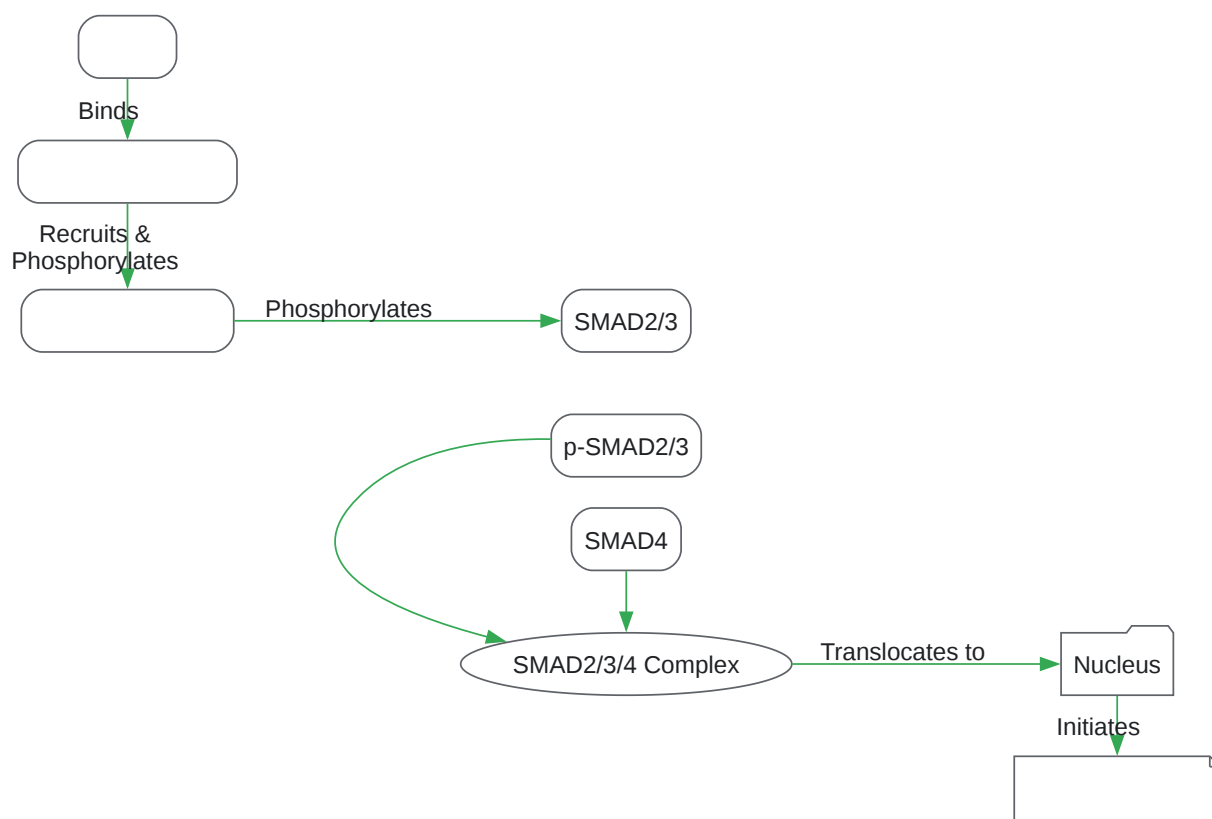 Binds
Recruits &
Phosphorylates
Phosphorylates
SMAD2/3
p-SMAD2/3
SMAD4
SMAD2/3/4 Complex
Translocates to
Nucleus
Initiates